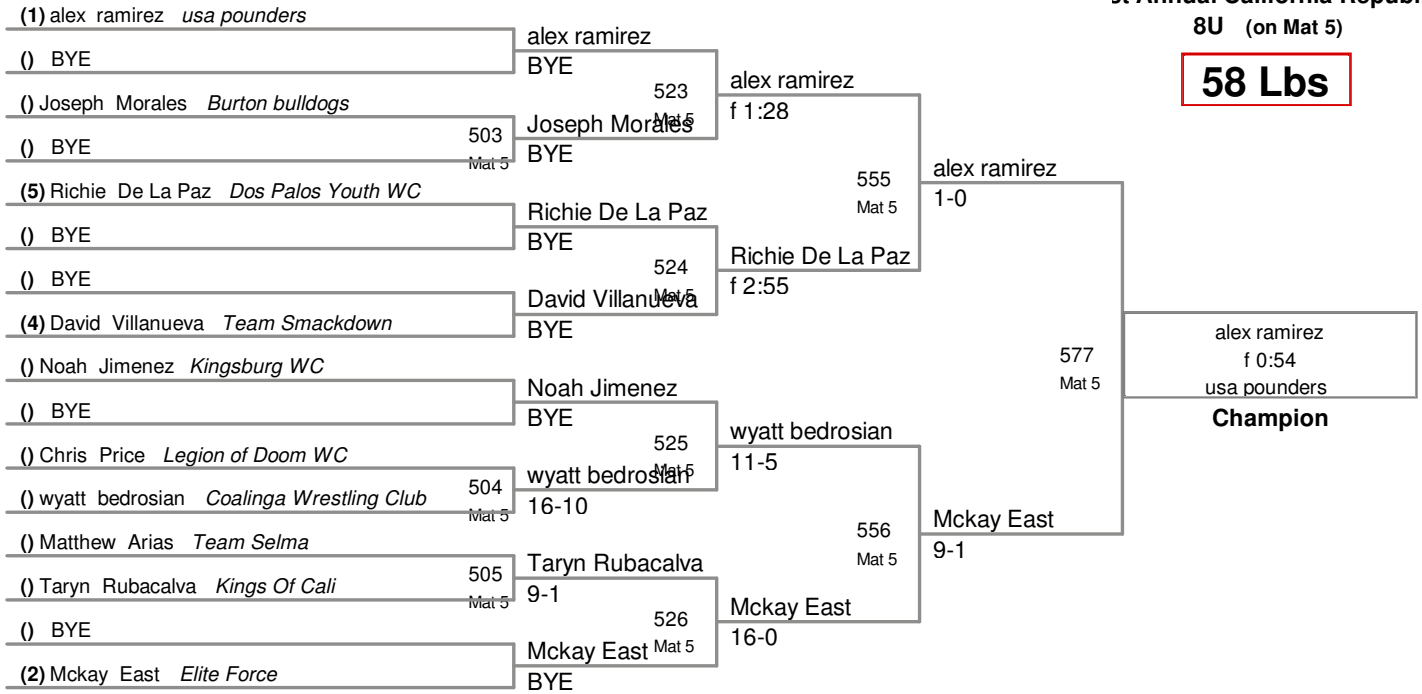 Annual California Republi
8U (on Mat 5)
58 Lbs
(1) alex ramirez usa pounders
() BYE
() Joseph Morales Burton bulldogs
() BYE
(5) Richie De La Paz Dos Palos Youth WC
() BYE
() BYE
(4) David Villanueva Team Smackdown
() Noah Jimenez Kingsburg WC
() BYE
() Chris Price Legion of Doom WC
() wyatt bedrosian Coalinga Wrestling Club
() Matthew Arias Team Selma
() Taryn Rubacalva Kings Of Cali
() BYE
(2) Mckay East Elite Force
503
Mat 5
504
Mat 5
505
Mat 5
alex ramirez
BYE
Joseph Morales
BYE
Richie De La Paz
BYE
David Villanueva
BYE
Noah Jimenez
BYE
wyatt bedrosian
16-10
Taryn Rubacalva
9-1
Mckay East
BYE
523
Mat 5
524
Mat 5
525
Mat 5
526
Mat 5
alex ramirez
f 1:28
Richie De La Paz
f 2:55
wyatt bedrosian
11-5
Mckay East
16-0
555
Mat 5
556
Mat 5
alex ramirez
1-0
Mckay East
9-1
577
Mat 5
alex ramirez
f 0:54
usa pounders
Champion